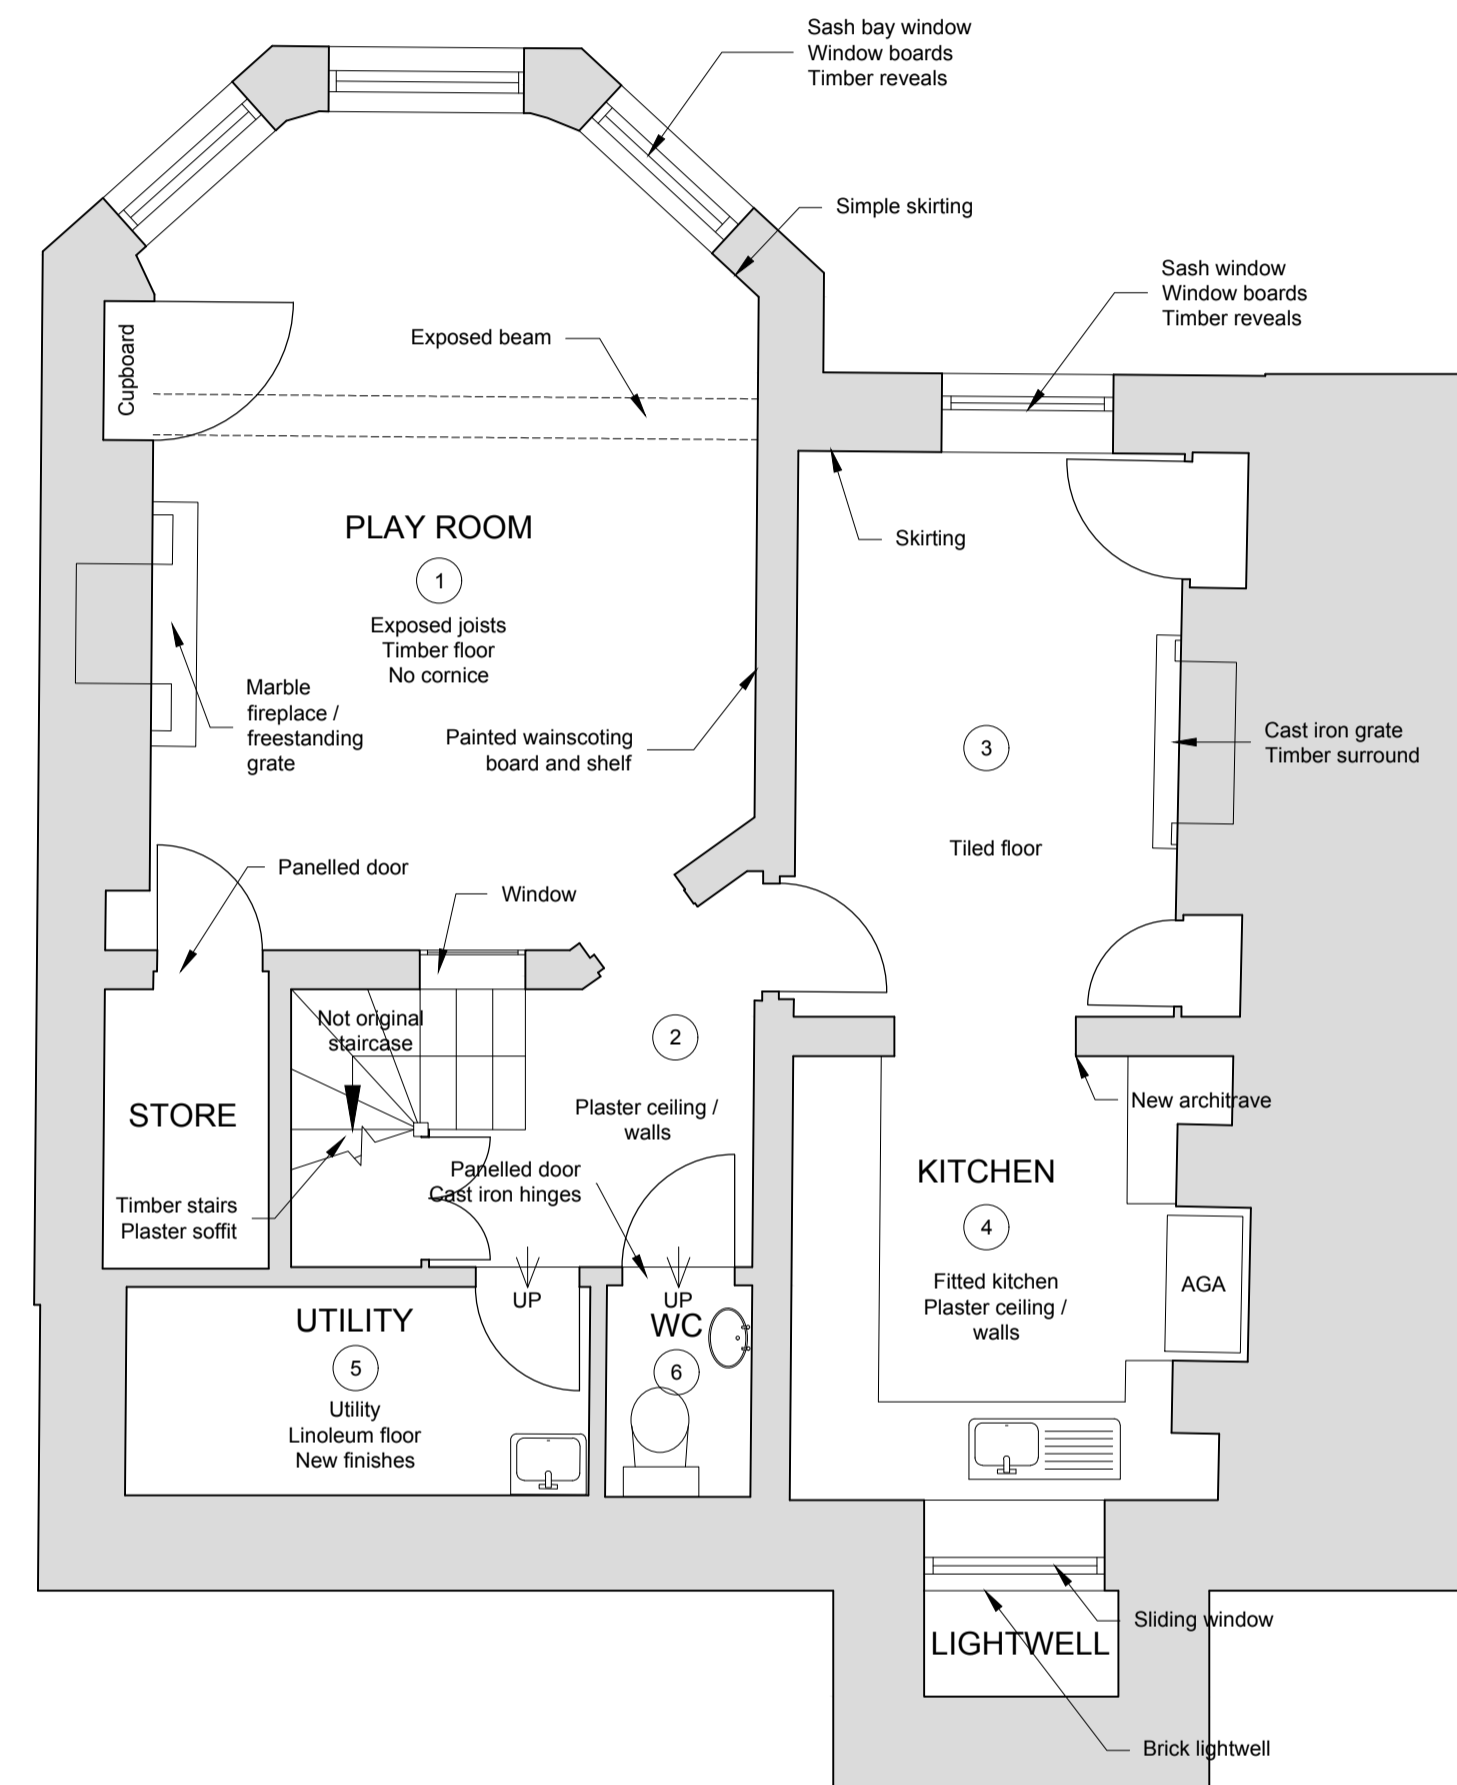 Sash bay window
Window boards
Timber reveals
Simple skirting
Sash window
Window boards
Timber reveals
Exposed beam
Cupboard
PLAY ROOM
1
Exposed joists
Timber floor
No cornice
Skirting
Marble
fireplace /
freestanding
grate
Painted wainscoting
board and shelf
3
Cast iron grate
Timber surround
Tiled floor
Panelled door
Window
Not original
staircase
2
Plaster ceiling /
walls
New architrave
STORE
Panelled door
Cast iron hinges
KITCHEN
4
Timber stairs
Plaster soffit
Fitted kitchen
Plaster ceiling /
walls
AGA
UP
UP
UTILITY
WC
5
6
Utility
Linoleum floor
New finishes
Sliding window
LIGHTWELL
Brick lightwell